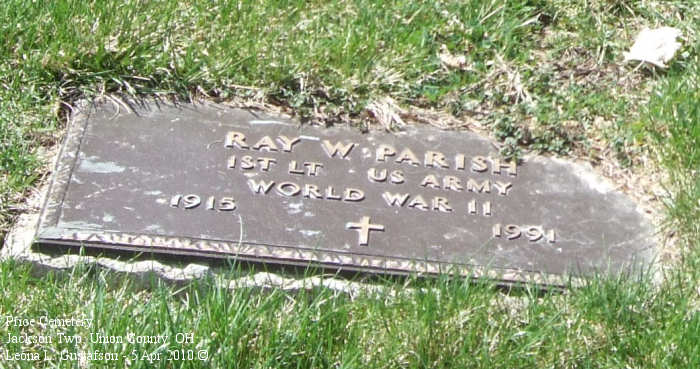 RAY W PARISH
1ST LT US ARMY
WORLD WAR II
1915 1991
Price Cemetery
Jackson Twp, Union County, OH
Leona L. Gustafson - 5 Apr 2010 ©